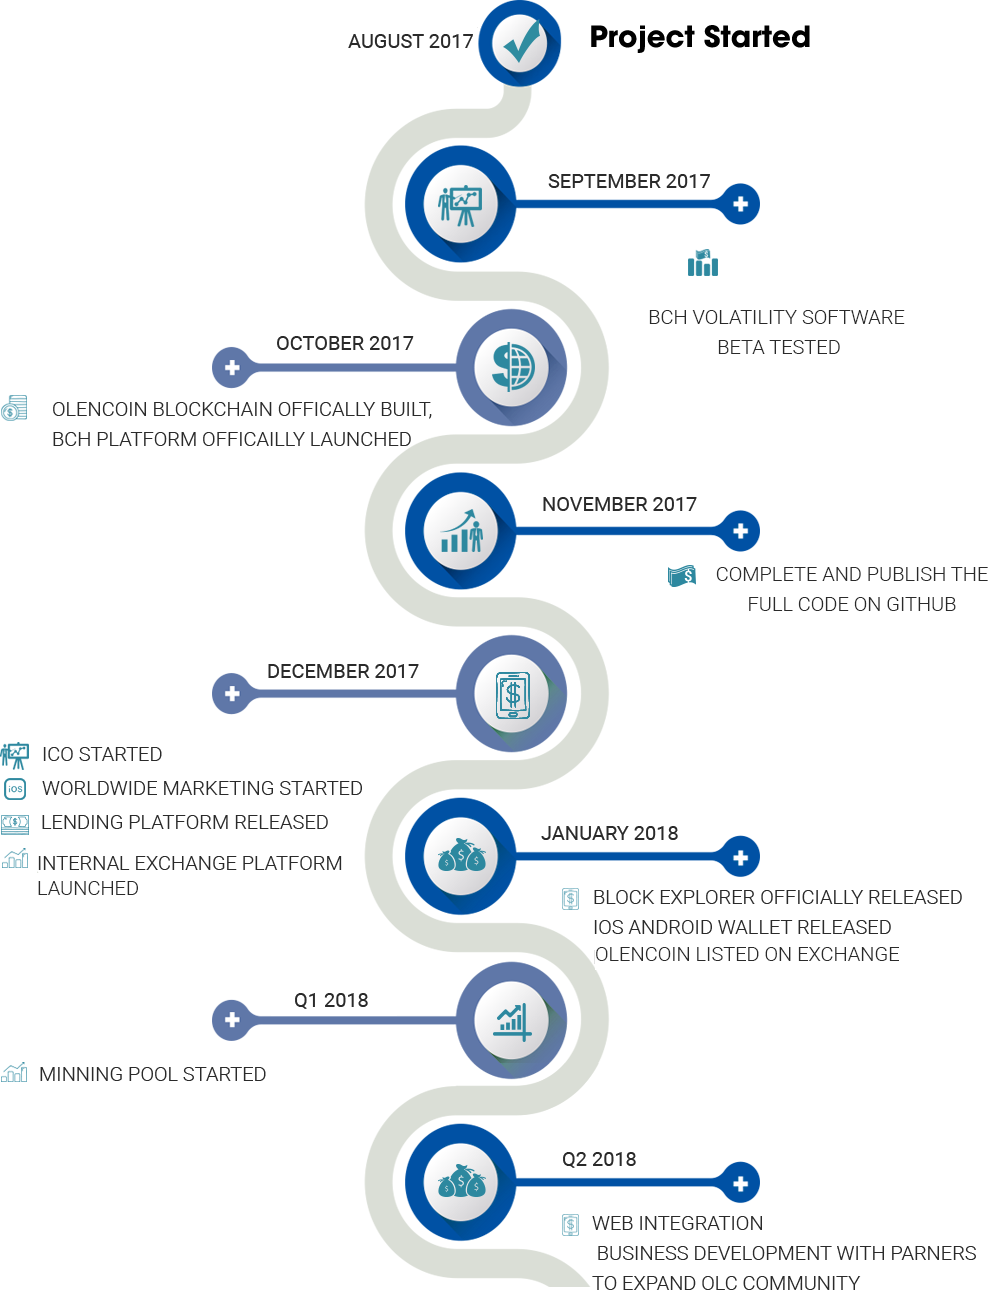 AUGUST 2017
Project Started
SEPTEMBER 2017
BCH VOLATILITY SOFTWARE
BETA TESTED
OCTOBER 2017
OLENCOIN BLOCKCHAIN OFFICALLY BUILT,
BCH PLATFORM OFFICAILLY LAUNCHED
NOVEMBER 2017
COMPLETE AND PUBLISH THE
FULL CODE ON GITHUB
DECEMBER 2017
ICO STARTED
iOS
WORLDWIDE MARKETING STARTED
LENDING PLATFORM RELEASED
INTERNAL EXCHANGE PLATFORM
LAUNCHED
JANUARY 2018
BLOCK EXPLORER OFFICIALLY RELEASED
IOS ANDROID WALLET RELEASED
OLENCOIN LISTED ON EXCHANGE
Q1 2018
MINNING POOL STARTED
Q2 2018
WEB INTEGRATION
BUSINESS DEVELOPMENT WITH PARNERS
TO EXPAND OLC COMMUNITY